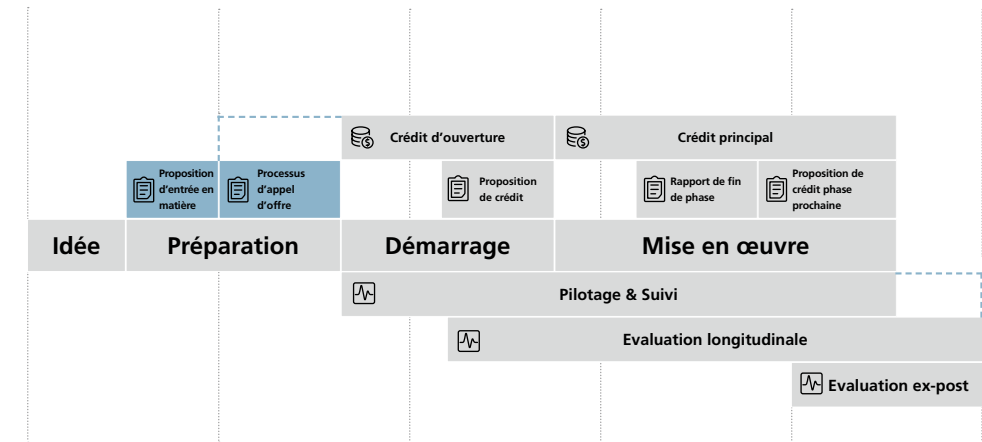 Crédit d'ouverture
Crédit principal
Proposition
d'entrée en
matière
Processus
d'appel
d'offre
Proposition
de crédit
Rapport de fin
de phase
Proposition de
crédit phase
prochaine
Idée
Préparation
Démarrage
Mise en œuvre
Pilotage & Suivi
Evaluation longitudinale
Evaluation ex-post